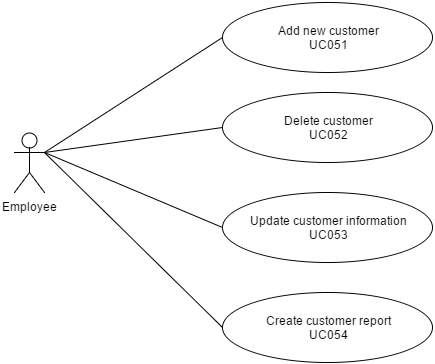 Add new customer
UC051
Delete customer
UC052
Employee
Update customer information
UC053
Create customer report
UC054